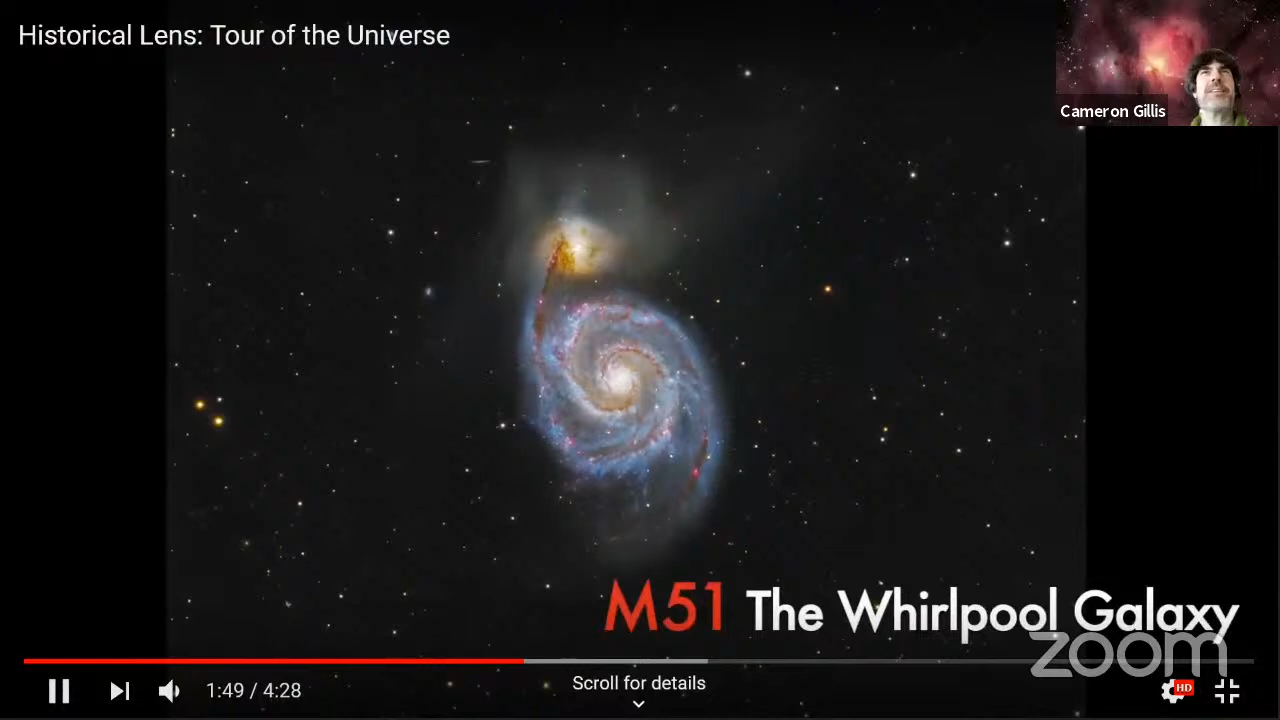 Historical Lens: Tour of the Universe
Cameron Gillis
M51 The Whirlpool Galaxy
zoom
1:49 / 4:28
Scroll for details
HD